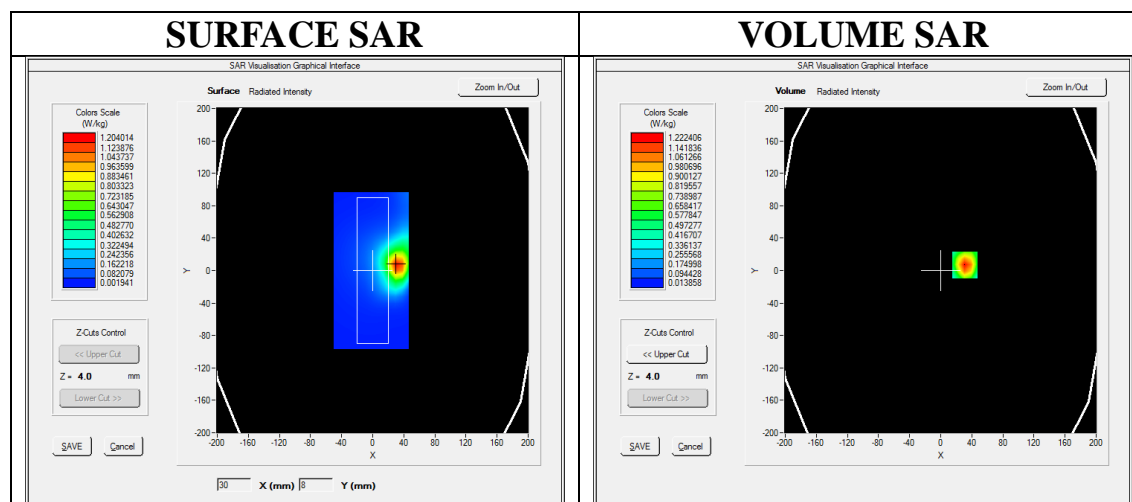 SURFACE SAR
SAR Visualisation Graphical Interface
Surface Radiated Intensity
Zoom In/Out
Colors Scale
(W/kg)
1.204014
1.123876
1.043737
0.963599
0.883461
0.803323
0.723185
0.643047
0.562908
0.482770
0.402632
0.322494
0.242356
0.162218
0.082079
0.001941
200
160
120
80
40
0
-40
-80
-120
-160
-200
Y
-200 -160 -120 -80 -40 0 40 80 120 160 200
X
Z-Cuts Control
<< Upper Cut
Z = 4.0 mm
Lower Cut >>
SAVE Cancel
30 X (mm) 8 Y (mm)
VOLUME SAR
SAR Visualisation Graphical Interface
Volume Radiated Intensity
Zoom In/Out
Colors Scale
(W/kg)
1.222406
1.141836
1.061266
0.980696
0.900127
0.819557
0.738987
0.658417
0.577847
0.497277
0.416707
0.336137
0.255568
0.174998
0.094428
0.013858
200
160
120
80
40
0
-40
-80
-120
-160
-200
Y
-200 -160 -120 -80 -40 0 40 80 120 160 200
X
Z-Cuts Control
<< Upper Cut
Z = 4.0 mm
Lower Cut >>
SAVE Cancel